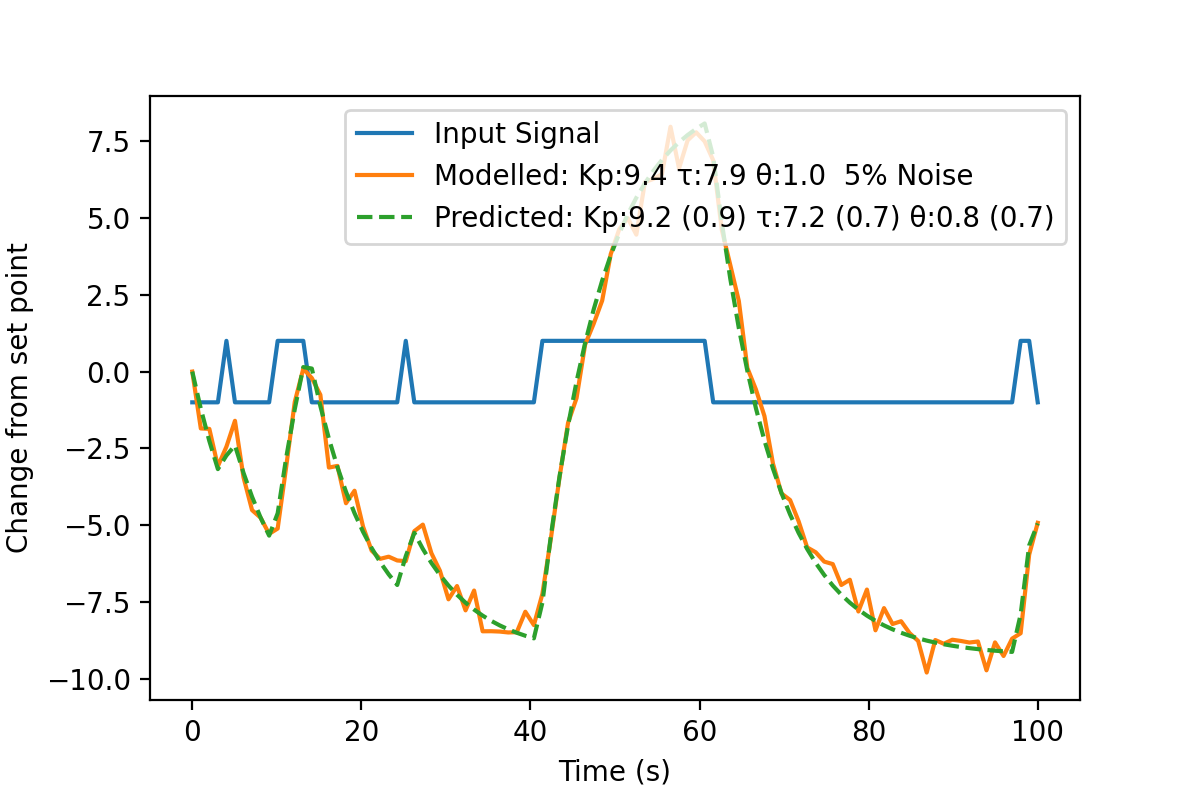 Input Signal
Modelled: Kp:9.4 τ:7.9 θ:1.0  5% Noise
Predicted: Kp:9.2 (0.9) τ:7.2 (0.7) θ:0.8 (0.7)
7.5
5.0
2.5
0.0
−2.5
−5.0
−7.5
−10.0
Change from set point
0 20 40 60 80 100
Time (s)